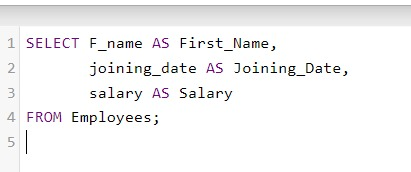 1 SELECT F_name AS First_Name,
2 joining_date AS Joining_Date,
3 salary AS Salary
4 FROM Employees;
5